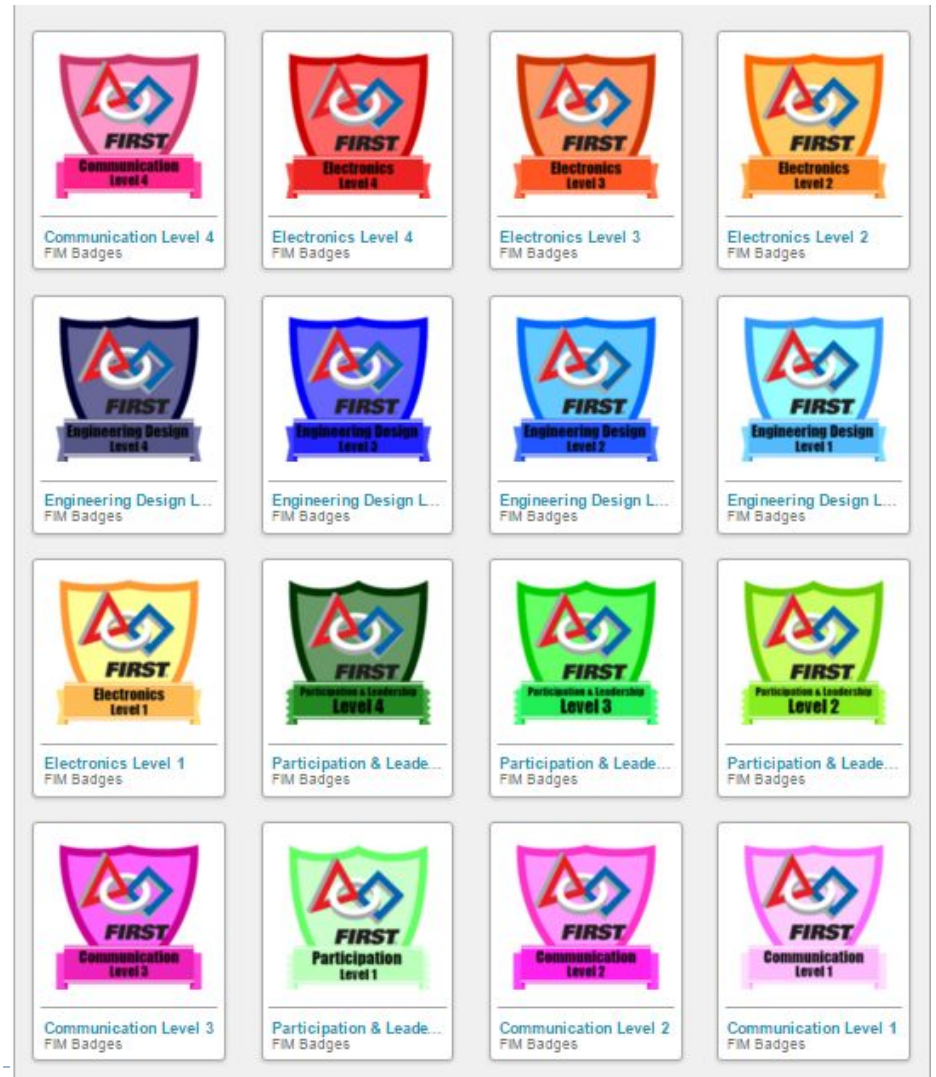 FIRST
Communication
Level 4
Communication Level 4
FIM Badges
FIRST
Electronics
Level 4
Electronics Level 4
FIM Badges
FIRST
Electronics
Level 3
Electronics Level 3
FIM Badges
FIRST
Electronics
Level 2
Electronics Level 2
FIM Badges
FIRST
Engineering Design
Level 4
Engineering Design L...
FIM Badges
FIRST
Engineering Design
Level 3
Engineering Design L...
FIM Badges
FIRST
Engineering Design
Level 2
Engineering Design L...
FIM Badges
FIRST
Engineering Design
Level 1
Engineering Design L...
FIM Badges
FIRST
Electronics
Level 1
Electronics Level 1
FIM Badges
FIRST
Participation & Leadership
Level 4
Participation & Leade...
FIM Badges
FIRST
Participation & Leadership
Level 3
Participation & Leade...
FIM Badges
FIRST
Participation & Leadership
Level 2
Participation & Leade...
FIM Badges
FIRST
Communication
Level 3
Communication Level 3
FIM Badges
FIRST
Participation
Level 1
Participation & Leade...
FIM Badges
FIRST
Communication
Level 2
Communication Level 2
FIM Badges
FIRST
Communication
Level 1
Communication Level 1
FIM Badges